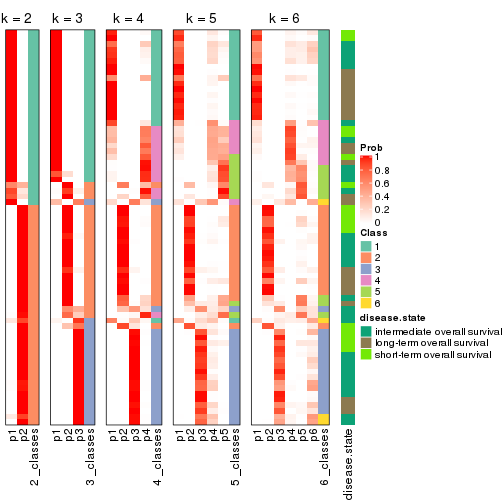 k = 2
k = 3
k = 4
k = 5
k = 6
Prob
1
0.8
0.6
0.4
0.2
0
Class
1
2
3
4
5
6
disease.state
intermediate overall survival
long-term overall survival
short-term overall survival
p1
p2
2_classes
p1
p2
p3
3_classes
p1
p2
p3
p4
4_classes
p1
p2
p3
p4
p5
5_classes
p1
p2
p3
p4
p5
p6
6_classes
disease.state